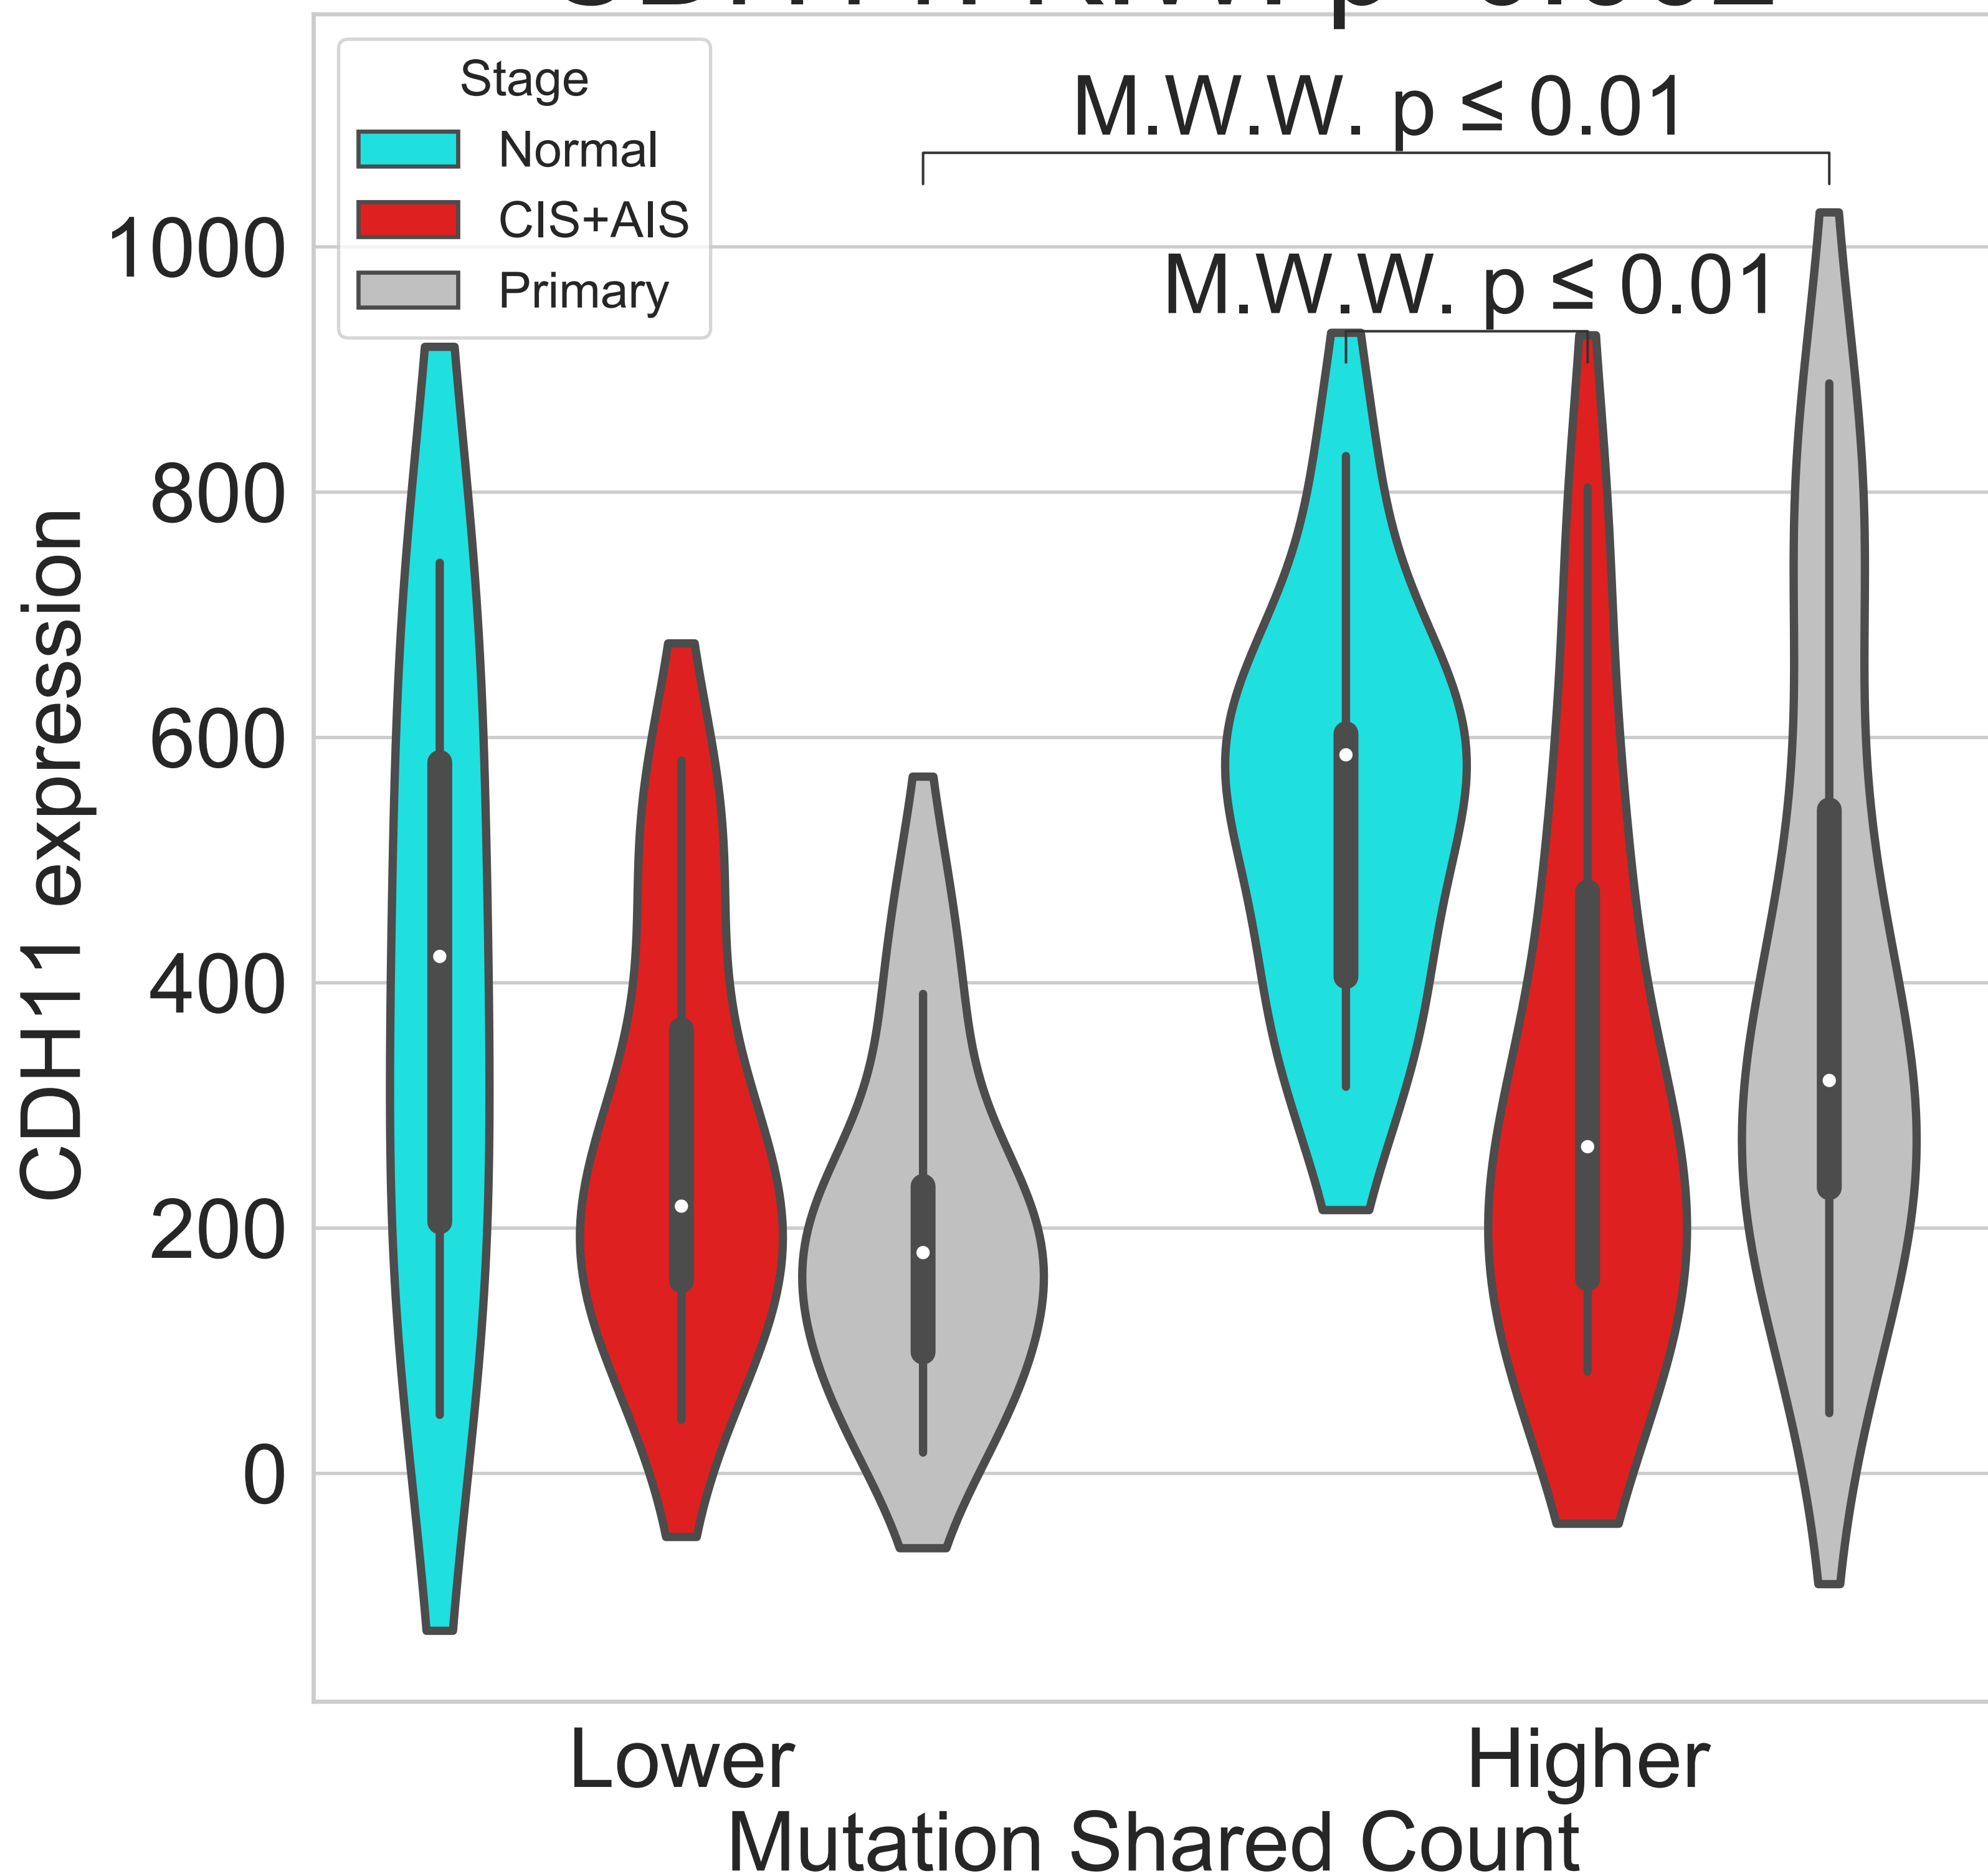 Stage
Normal
CIS+AIS
Primary
M.W.W. p ≤ 0.01
M.W.W. p ≤ 0.01
1000
800
600
400
200
0
CDH11 expression
Lower
Higher
Mutation Shared Count